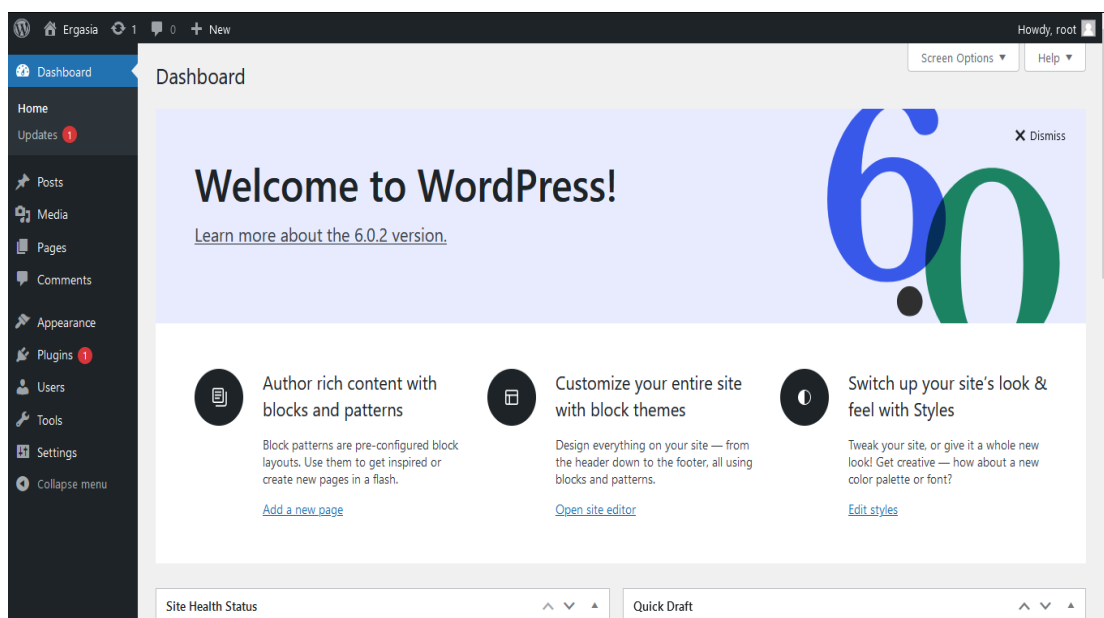 Ergasia 1 0 New Howdy, root
Dashboard
Home
Updates 1
Posts
Media
Pages
Comments
Appearance
Plugins 1
Users
Tools
Settings
Collapse menu
Screen Options Help
Dashboard
Dismiss
Welcome to WordPress!
Learn more about the 6.0.2 version.
6.0
Author rich content with
blocks and patterns
Block patterns are pre-configured block
layouts. Use them to get inspired or
create new pages in a flash.
Add a new page
Customize your entire site
with block themes
Design everything on your site — from
the header down to the footer, all using
blocks and patterns.
Open site editor
Switch up your site’s look &
feel with Styles
Tweak your site, or give it a whole new
look! Get creative — how about a new
color palette or font?
Edit styles
Site Health Status
Quick Draft